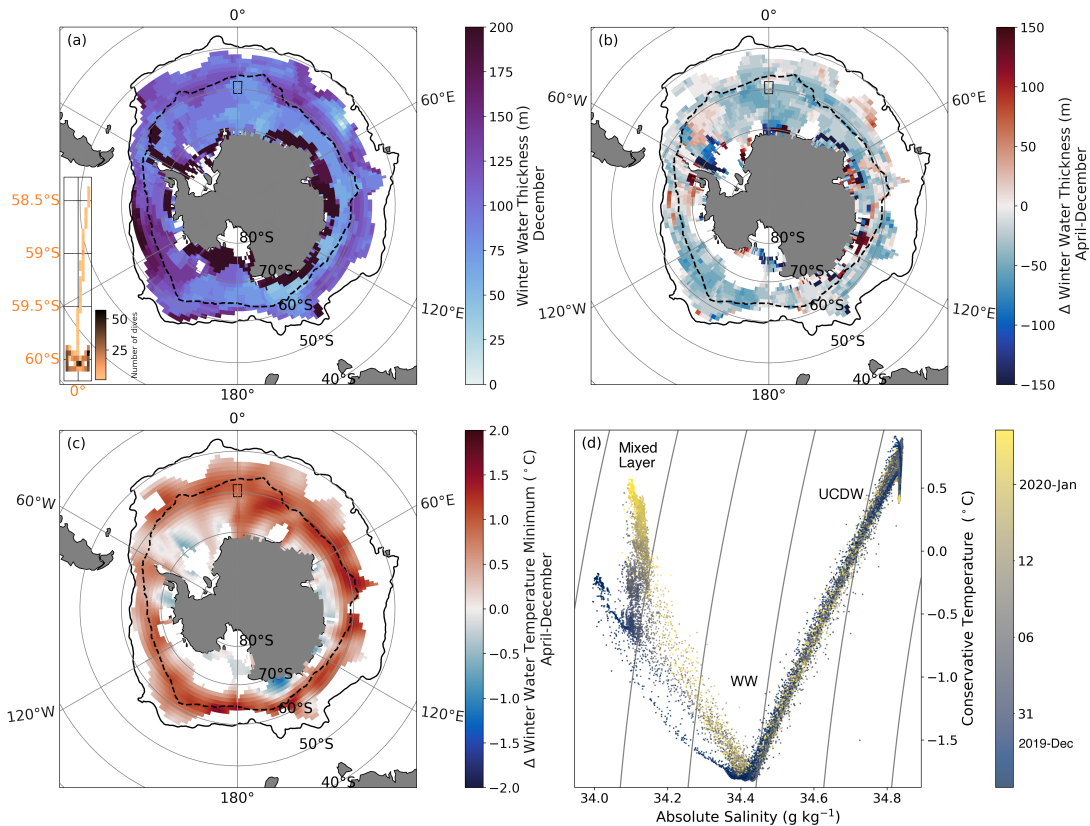 (a)
0°
60°E
120°E
180°
80°S
70°S
60°S
50°S
40°S
58.5°S
59°S
59.5°S
60°S
0°
50
25
Number of dives
200
175
150
125
100
75
50
25
0
Winter Water Thickness (m)
December
(b)
0°
60°W
60°E
120°W
120°E
180°
80°S
70°S
60°S
50°S
40°S
150
100
50
0
−50
−100
−150
Δ Winter Water Thickness (m)
April-December
(c)
0°
60°W
60°E
120°W
120°E
180°
80°S
70°S
60°S
50°S
40°S
2.0
1.5
1.0
0.5
0.0
−0.5
−1.0
−1.5
−2.0
Δ Winter Water Temperature Minimum (°C)
April-December
(d)
Mixed
Layer
UCDW
WW
0.5
0.0
−0.5
−1.0
−1.5
Conservative Temperature (°C)
34.0
34.2
34.4
34.6
34.8
Absolute Salinity (g kg⁻¹)
2020-Jan
12
06
31
2019-Dec